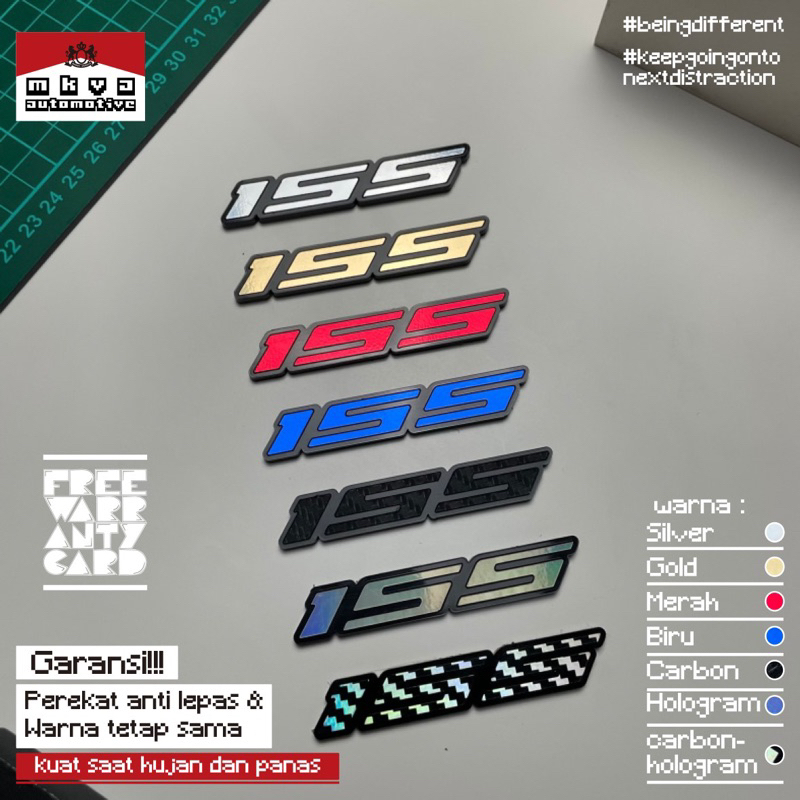 #beingdifferent
#keepgoingonto
nextdistraction
mkva
automotive
22 23 24 25 26 27 28 29 30 31 32
155
155
155
155
155
155
155
FREE
WARR
ANTY
CARD
warna :
Silver
Gold
Merah
Biru
Carbon
Hologram
carbon-
hologram
Garansi!!!
Perekat anti lepas &
Warna tetap sama
kuat saat hujan dan panas